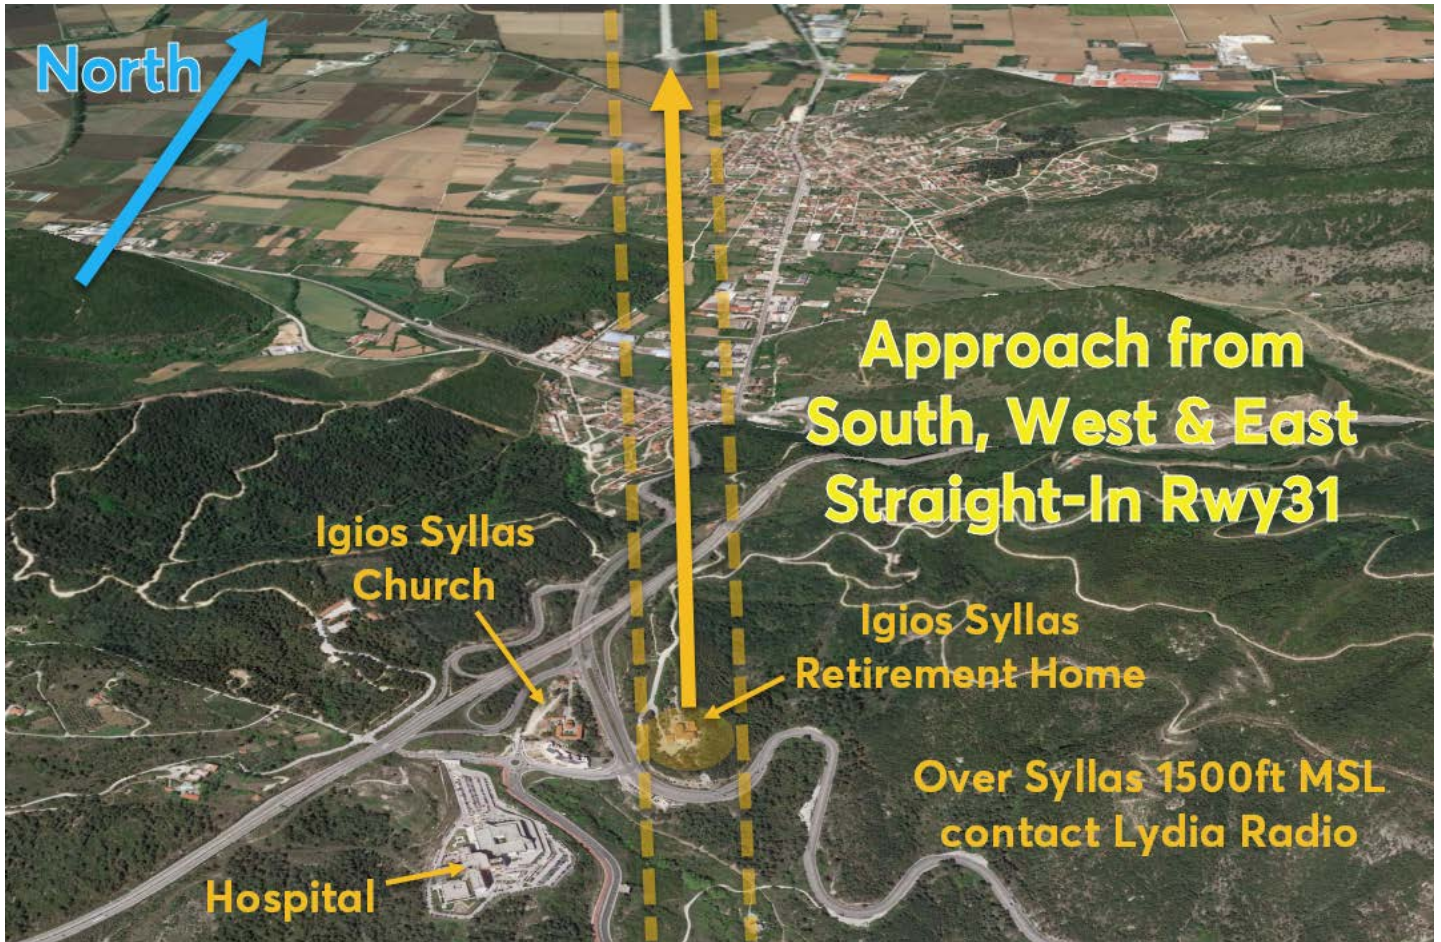 North
Approach from
South, West & East
Straight-In Rwy31
Igios Syllas
Church
Igios Syllas
Retirement Home
Over Syllas 1500ft MSL
contact Lydia Radio
Hospital